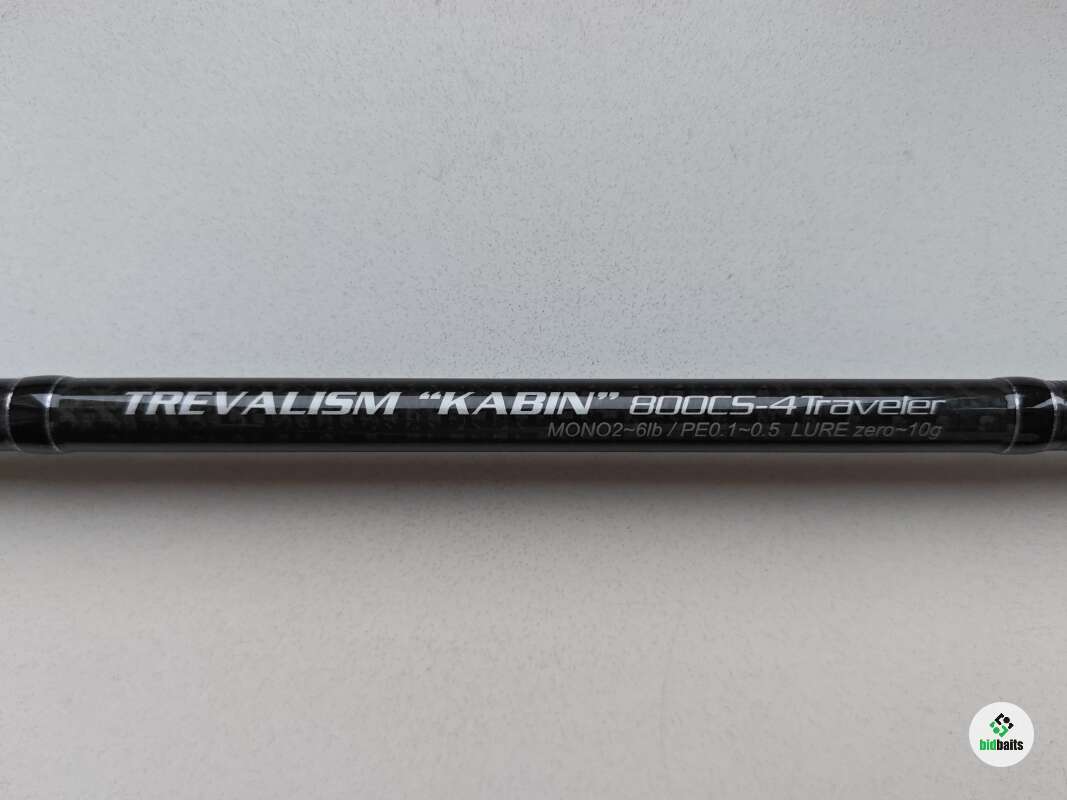 TREVALISM “KABIN” 800CS-4 Traveler
MONO2~6lb / PE0.1~0.5 LURE zero~10g
bidbaits